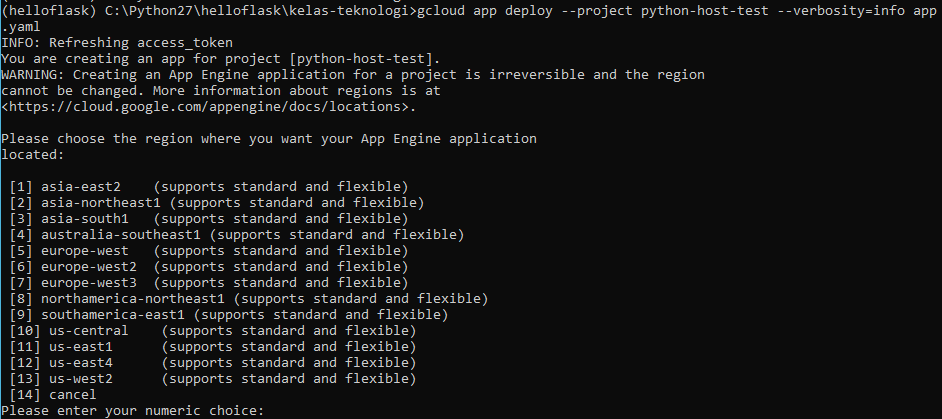 (helloflask) C:\Python27\helloflask\kelas-teknologi>gcloud app deploy --project python-host-test --verbosity=info app
.yaml
INFO: Refreshing access_token
You are creating an app for project [python-host-test].
WARNING: Creating an App Engine application for a project is irreversible and the region
cannot be changed. More information about regions is at
<https://cloud.google.com/appengine/docs/locations>.
Please choose the region where you want your App Engine application
located:
[1] asia-east2    (supports standard and flexible)
[2] asia-northeast1 (supports standard and flexible)
[3] asia-south1   (supports standard and flexible)
[4] australia-southeast1 (supports standard and flexible)
[5] europe-west   (supports standard and flexible)
[6] europe-west2  (supports standard and flexible)
[7] europe-west3  (supports standard and flexible)
[8] northamerica-northeast1 (supports standard and flexible)
[9] southamerica-east1 (supports standard and flexible)
[10] us-central    (supports standard and flexible)
[11] us-east1      (supports standard and flexible)
[12] us-east4      (supports standard and flexible)
[13] us-west2      (supports standard and flexible)
[14] cancel
Please enter your numeric choice: